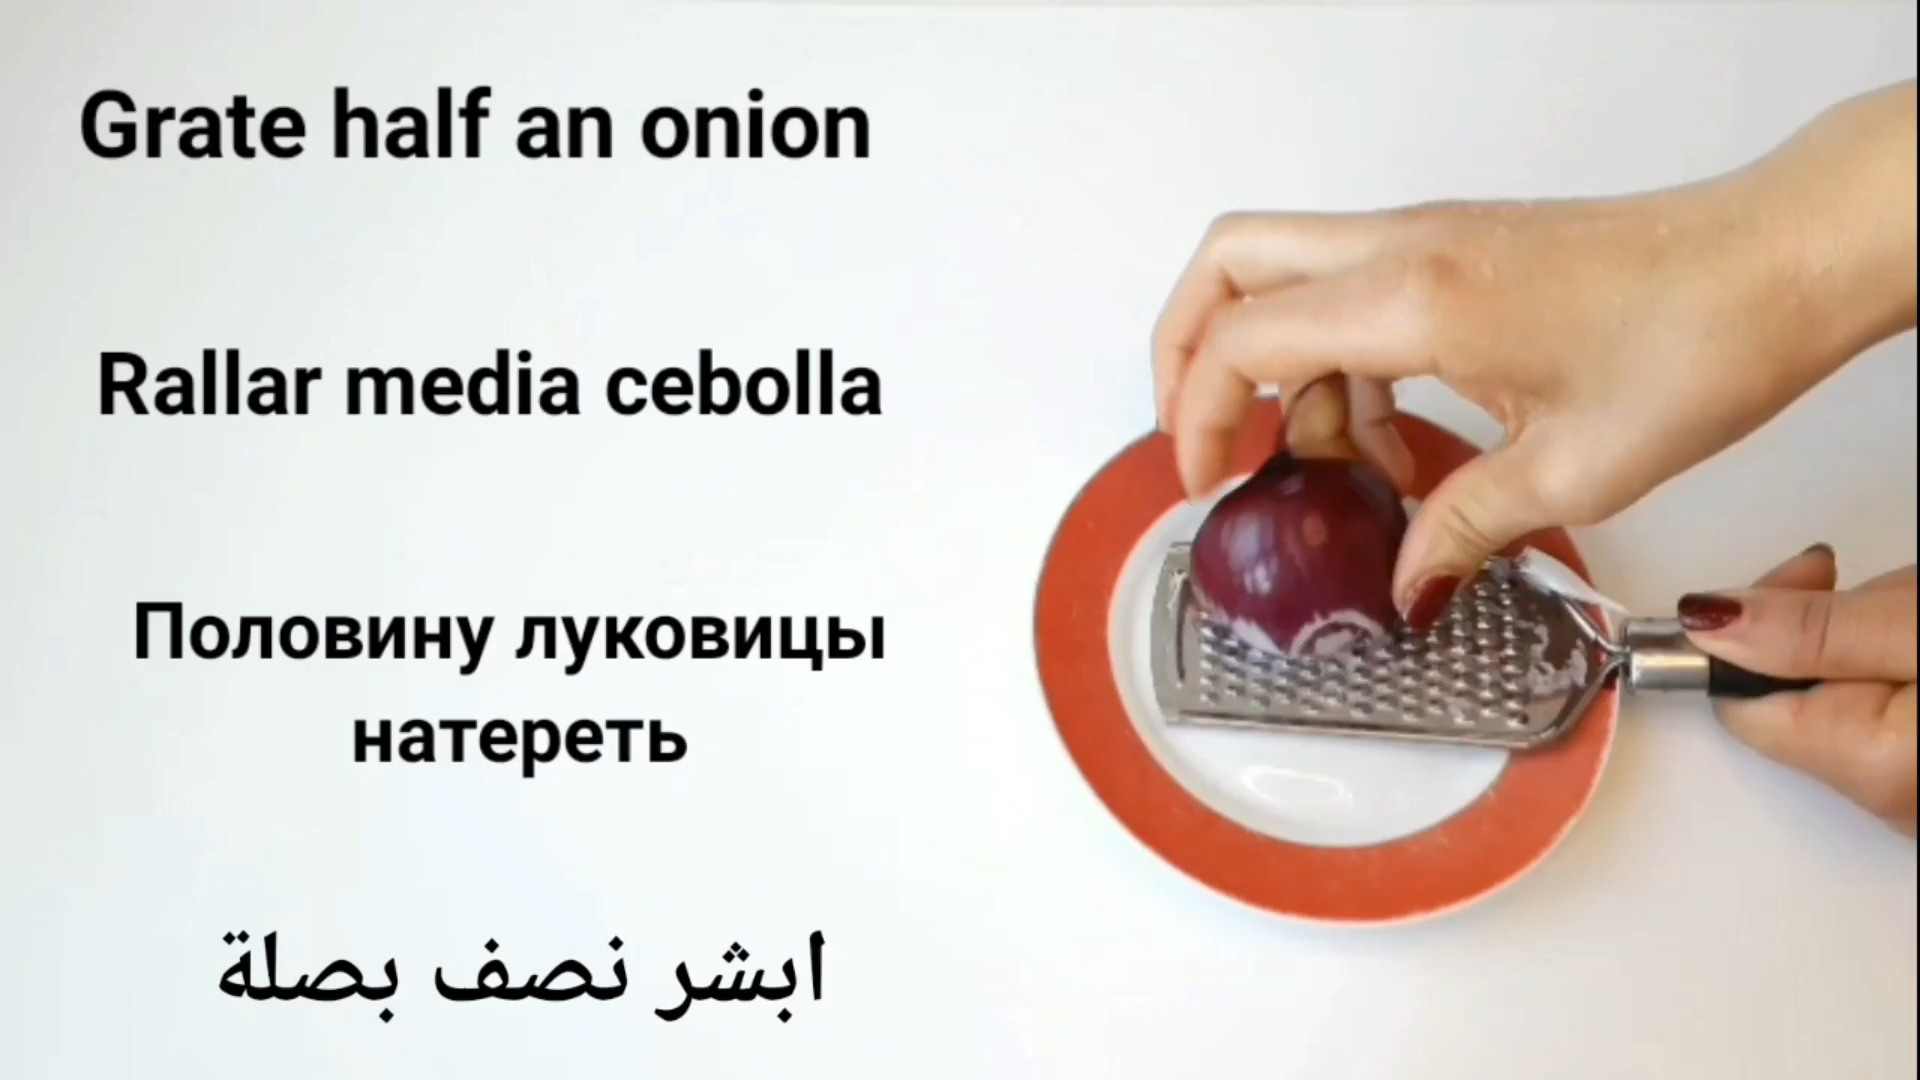 Grate half an onion
Rallar media cebolla
Половину луковицы
натереть
ابشر نصف بصلة